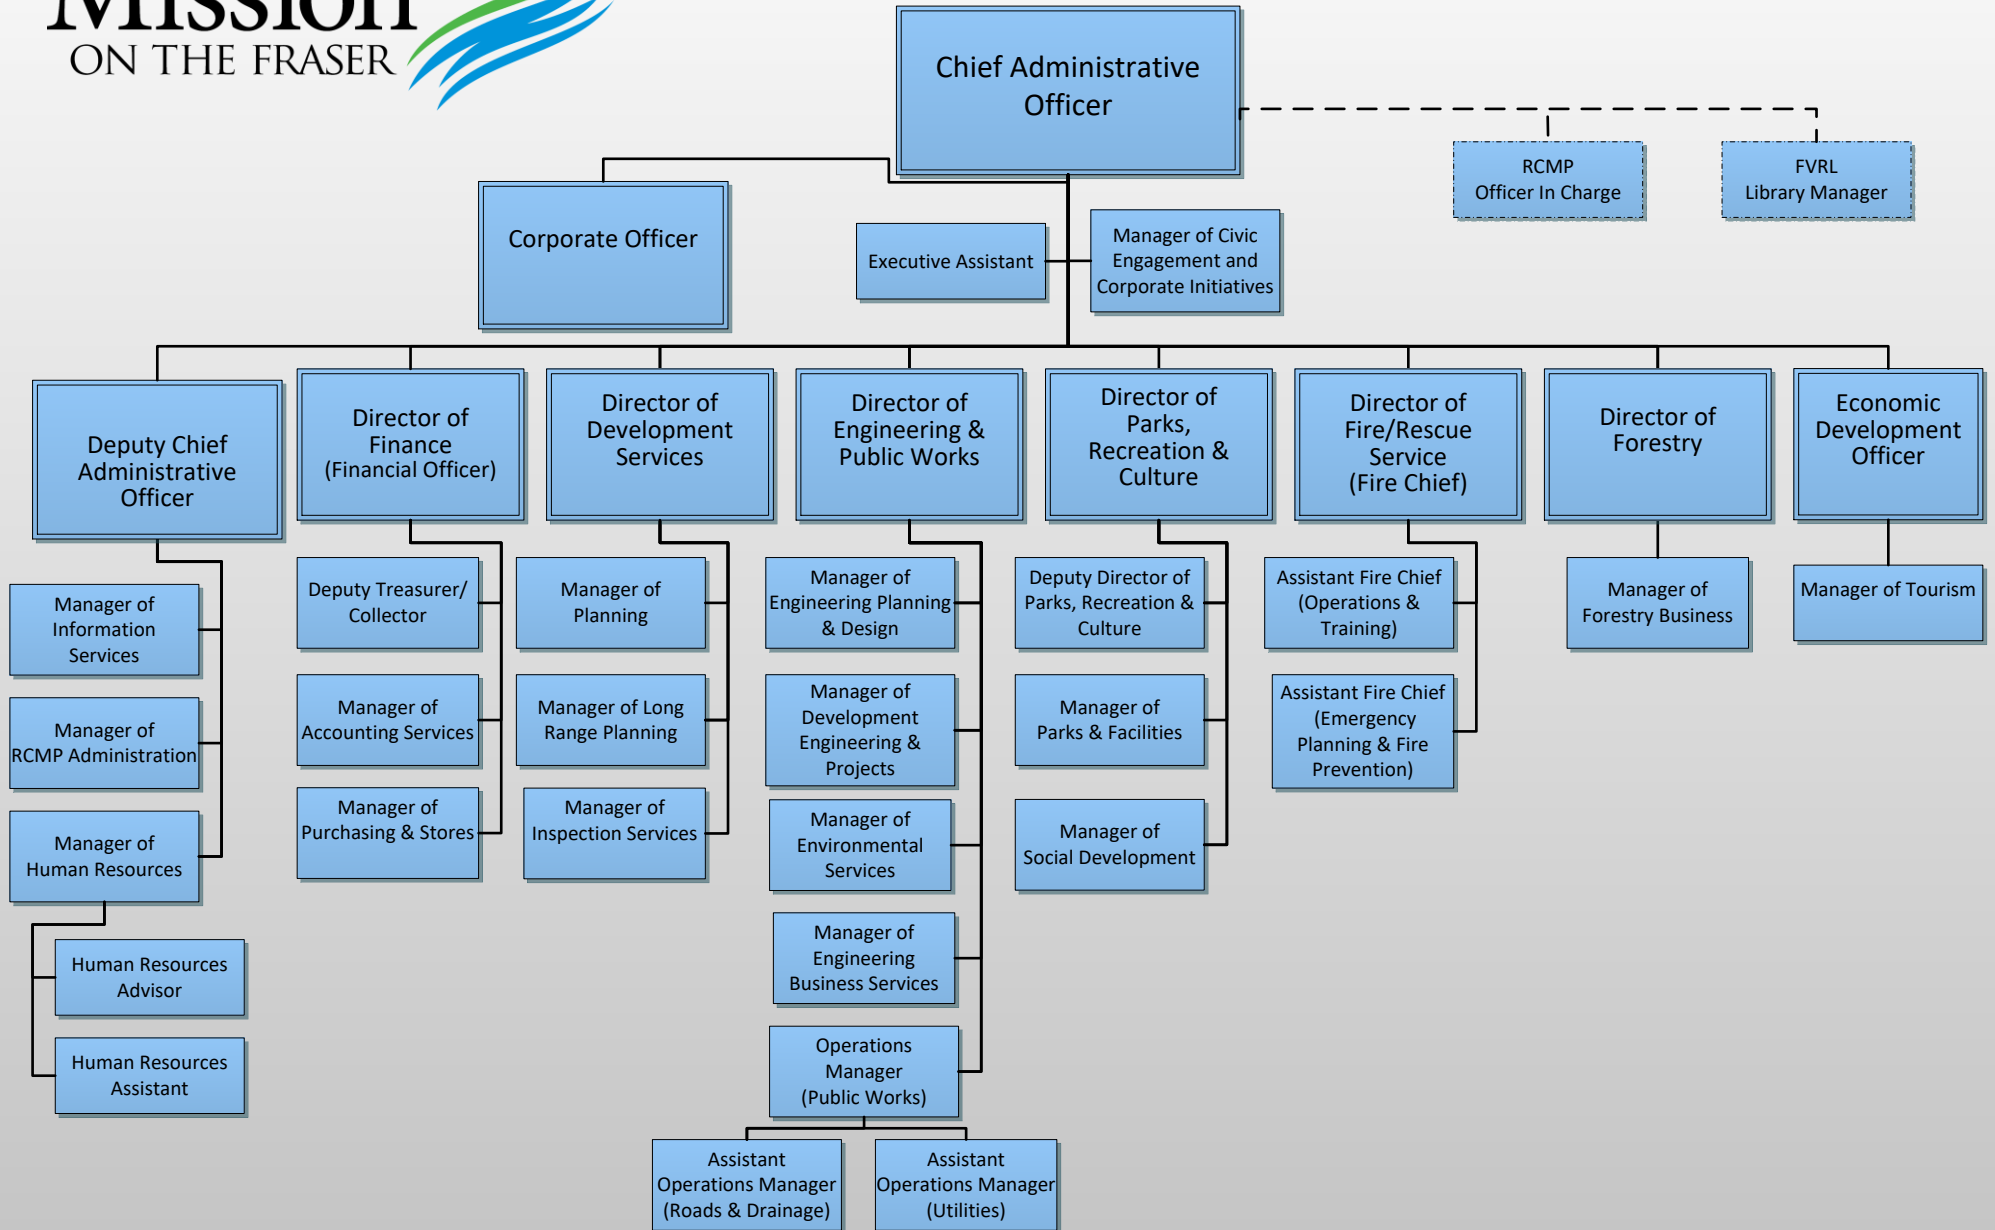 Mission
ON THE FRASER
Chief Administrative
Officer
RCMP
Officer In Charge
FVRL
Library Manager
Corporate Officer
Executive Assistant
Manager of Civic
Engagement and
Corporate Initiatives
Deputy Chief
Administrative
Officer
Director of
Finance
(Financial Officer)
Director of
Development
Services
Director of
Engineering &
Public Works
Director of
Parks,
Recreation &
Culture
Director of
Fire/Rescue
Service
(Fire Chief)
Director of
Forestry
Economic
Development
Officer
Manager of
Information
Services
Manager of
RCMP Administration
Manager of
Human Resources
Human Resources
Advisor
Human Resources
Assistant
Deputy Treasurer/
Collector
Manager of
Accounting Services
Manager of
Purchasing & Stores
Manager of
Planning
Manager of Long
Range Planning
Manager of
Inspection Services
Manager of
Engineering Planning
& Design
Manager of
Development
Engineering &
Projects
Manager of
Environmental
Services
Manager of
Engineering
Business Services
Operations
Manager
(Public Works)
Assistant
Operations Manager
(Roads & Drainage)
Assistant
Operations Manager
(Utilities)
Deputy Director of
Parks, Recreation &
Culture
Manager of
Parks & Facilities
Manager of
Social Development
Assistant Fire Chief
(Operations &
Training)
Assistant Fire Chief
(Emergency
Planning & Fire
Prevention)
Manager of
Forestry Business
Manager of Tourism